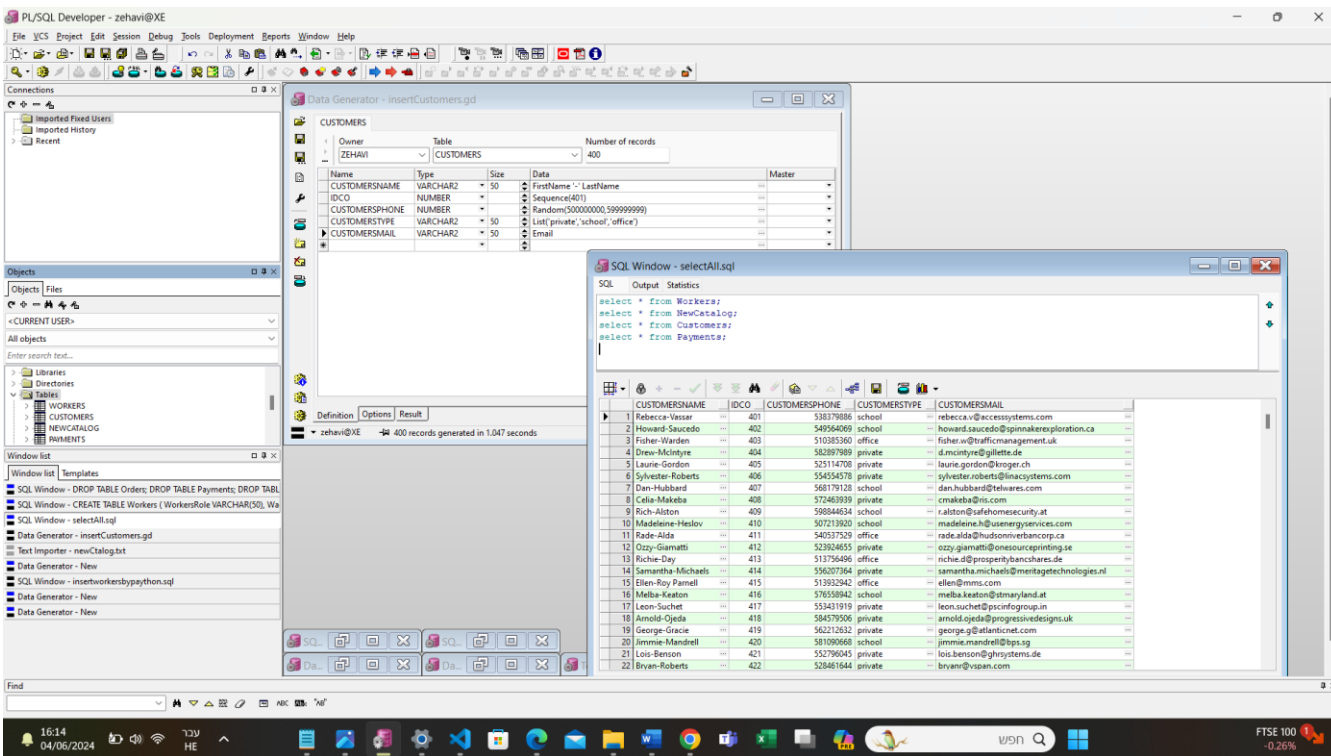 PL/SQL Developer - zehavi@XE
File VCS Project Edit Session Debug Tools Deployment Reports Window Help
Connections
Imported Fixed Users
Imported History
Recent
Objects
Objects Files
<CURRENT USER>
All objects
Enter search text...
Libraries
Directories
Tables
WORKERS
CUSTOMERS
NEWCATALOG
PAYMENTS
Window list
Window list Templates
SQL Window - DROP TABLE Orders; DROP TABLE Payments; DROP TABL
SQL Window - CREATE TABLE Workers ( WorkersRole VARCHAR(50), Wa
SQL Window - selectAll.sql
Data Generator - insertCustomers.gd
Text Importer - newCtalog.txt
Data Generator - New
SQL Window - insertworkersbypython.sql
Data Generator - New
Data Generator - New
Data Generator - insertCustomers.gd
CUSTOMERS
Owner Table Number of records
ZEHAVI CUSTOMERS 400
Name Type Size Data Master
CUSTOMERSNAME VARCHAR2 50 FirstName '-' LastName
IDCO NUMBER Sequence(401)
CUSTOMERSPHONE NUMBER Random(500000000,599999999)
CUSTOMERSTYPE VARCHAR2 50 List('private','school','office')
CUSTOMERSMAIL VARCHAR2 50 Email
Definition Options Result
zehavi@XE 400 records generated in 1.047 seconds
SQL Window - selectAll.sql
SQL Output Statistics
select * from Workers;
select * from NewCatalog;
select * from Customers;
select * from Payments;
CUSTOMERSNAME IDCO CUSTOMERSPHONE CUSTOMERSTYPE CUSTOMERSMAIL
1 Rebecca-Vassar 401 538379886 school rebecca.v@accesssystems.com
2 Howard-Saucedo 402 549564069 school howard.saucedo@spinnakerexploration.ca
3 Fisher-Warden 403 510385360 office fisher.w@trafficmanagement.uk
4 Drew-McIntyre 404 582897989 private d.mcintyre@gillette.de
5 Laurie-Gordon 405 525114708 private laurie.gordon@kroger.ch
6 Sylvester-Roberts 406 554554578 private sylvester.roberts@linacsystems.com
7 Dan-Hubbard 407 568179128 school dan.hubbard@telwares.com
8 Celia-Makeba 408 572463939 private cmakeba@ris.com
9 Rich-Alston 409 598844634 school r.alston@safehomesecurity.at
10 Madeleine-Heslov 410 507213920 school madeleine.h@usenergyservices.com
11 Rade-Alda 411 540537529 office rade.alda@hudsonriverbancorp.ca
12 Ozzy-Giamatti 412 523924655 private ozzy.giamatti@onesourceprinting.se
13 Richie-Day 413 513756496 office richie.d@prosperitybancshares.de
14 Samantha-Michaels 414 556207364 private samantha.michaels@meritagetechnologies.nl
15 Ellen-Roy Parnell 415 513932942 office ellen@mms.com
16 Melba-Keaton 416 576558942 school melba.keaton@stmaryland.at
17 Leon-Suchet 417 553431919 private leon.suchet@pscinfogroup.in
18 Arnold-Ojeda 418 584579506 private arnold.ojeda@progressivedesigns.uk
19 George-Gracie 419 562212632 private george.g@atlanticnet.com
20 Jimmie-Mandrell 420 581090668 school jimmie.mandrell@bps.sg
21 Lois-Benson 421 552796045 private lois.benson@ghrsystems.de
22 Bryan-Roberts 422 528461644 private bryanr@vspan.com
SQ... SQ...
Da... Da...
Find
ABC "AB"
16:14
04/06/2024
עבר
HE
חפש
FTSE 100
-0.26%
1